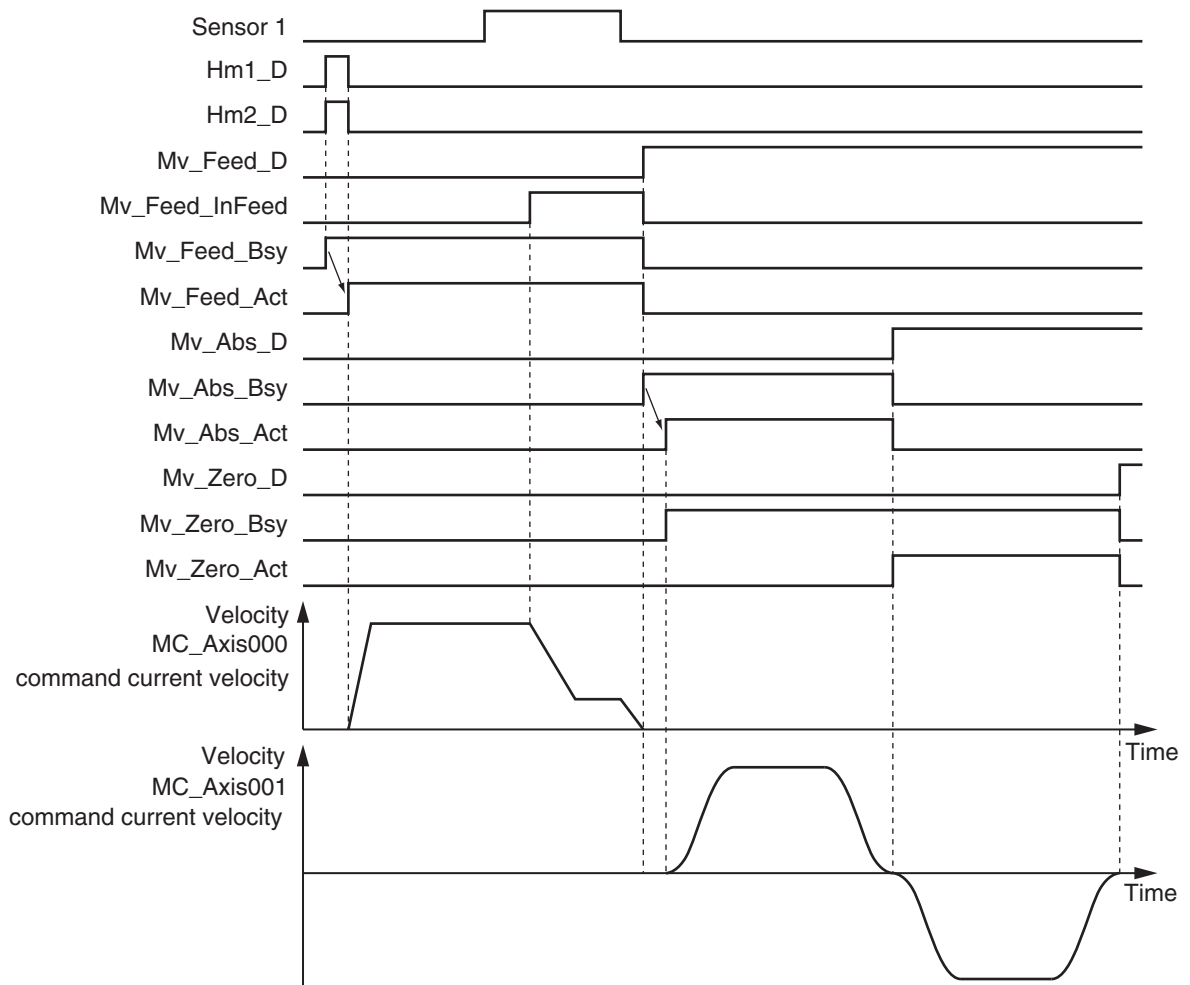 Sensor 1
Hm1_D
Hm2_D
Mv_Feed_D
Mv_Feed_InFeed
Mv_Feed_Bsy
Mv_Feed_Act
Mv_Abs_D
Mv_Abs_Bsy
Mv_Abs_Act
Mv_Zero_D
Mv_Zero_Bsy
Mv_Zero_Act
Velocity
MC_Axis000
command current velocity
Time
Velocity
MC_Axis001
command current velocity
Time